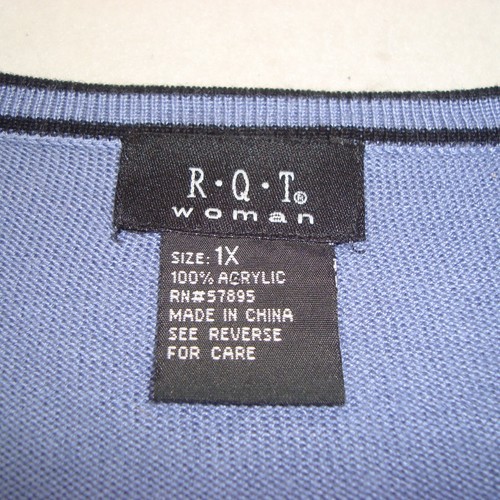 R·Q·T®
woman
SIZE: 1X
100% ACRYLIC
RN#57895
MADE IN CHINA
SEE REVERSE
FOR CARE